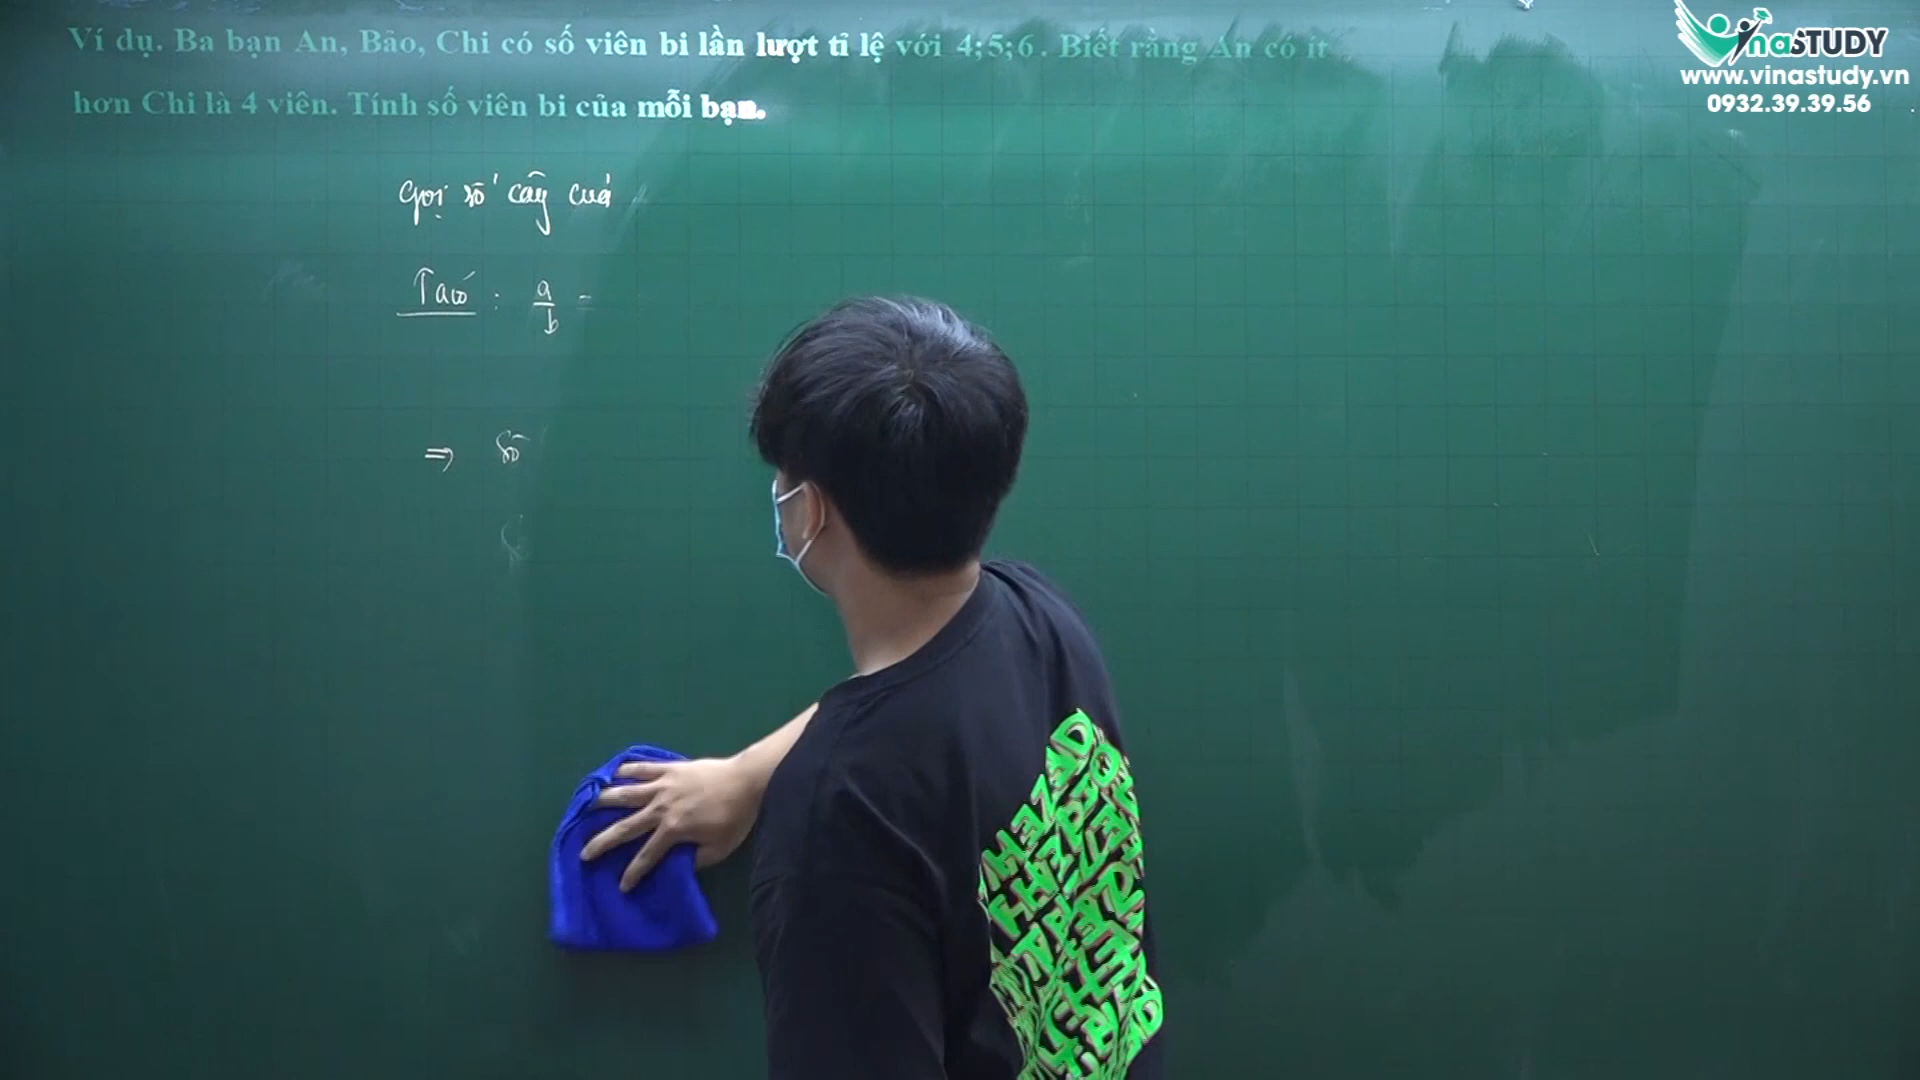 Ví dụ. Ba bạn An, Bảo, Chi có số viên bi lần lượt tỉ lệ với 4;5;6. Biết rằng An có ít
hơn Chi là 4 viên. Tính số viên bi của mỗi bạn.
VinaSTUDY
www.vinastudy.vn
0932.39.39.56
Gọi số cây của
Ta có : a/b =
⇒ số